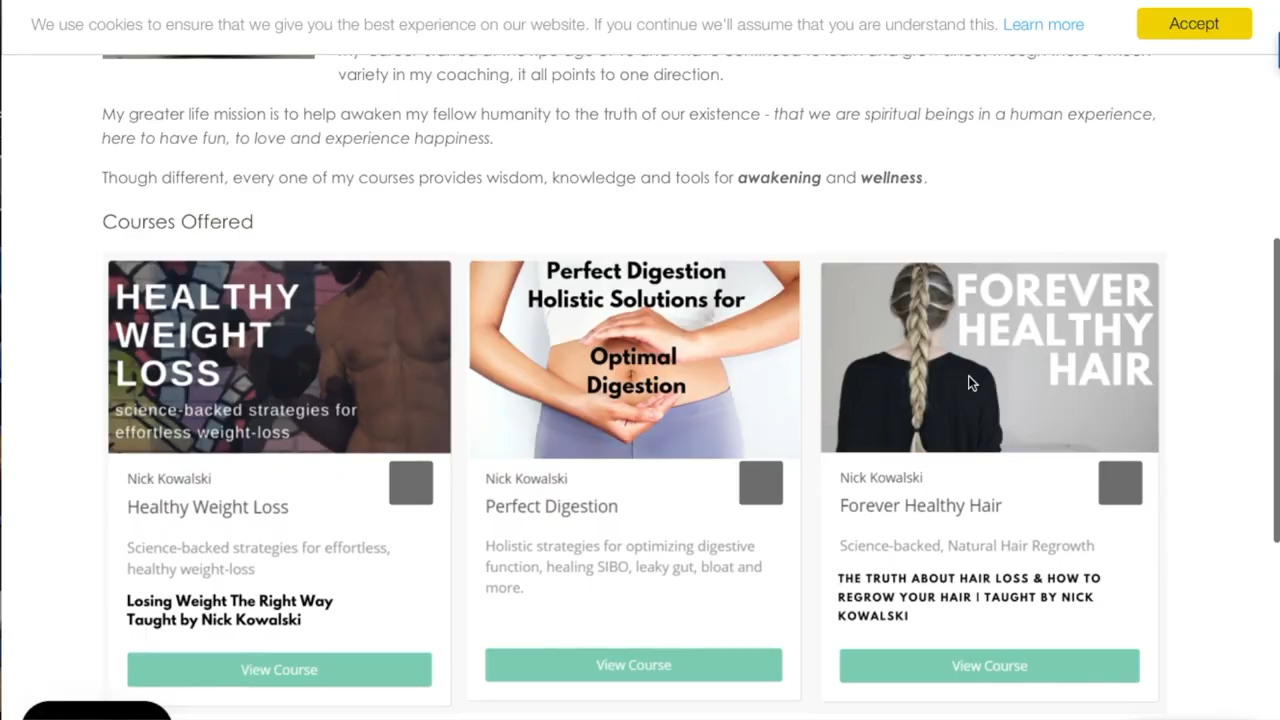 We use cookies to ensure that we give you the best experience on our website. If you continue we'll assume that you are understand this. Learn more
Accept
variety in my coaching, it all points to one direction.
My greater life mission is to help awaken my fellow humanity to the truth of our existence - that we are spiritual beings in a human experience,
here to have fun, to love and experience happiness.
Though different, every one of my courses provides wisdom, knowledge and tools for awakening and wellness.
Courses Offered
HEALTHY
WEIGHT
LOSS
science-backed strategies for
effortless weight-loss
Nick Kowalski
Healthy Weight Loss
Science-backed strategies for effortless,
healthy weight-loss
Losing Weight The Right Way
Taught by Nick Kowalski
View Course
Perfect Digestion
Holistic Solutions for
Optimal
Digestion
Nick Kowalski
Perfect Digestion
Holistic strategies for optimizing digestive
function, healing SIBO, leaky gut, bloat and
more.
View Course
FOREVER
HEALTHY
HAIR
Nick Kowalski
Forever Healthy Hair
Science-backed, Natural Hair Regrowth
THE TRUTH ABOUT HAIR LOSS & HOW TO
REGROW YOUR HAIR | TAUGHT BY NICK
KOWALSKI
View Course